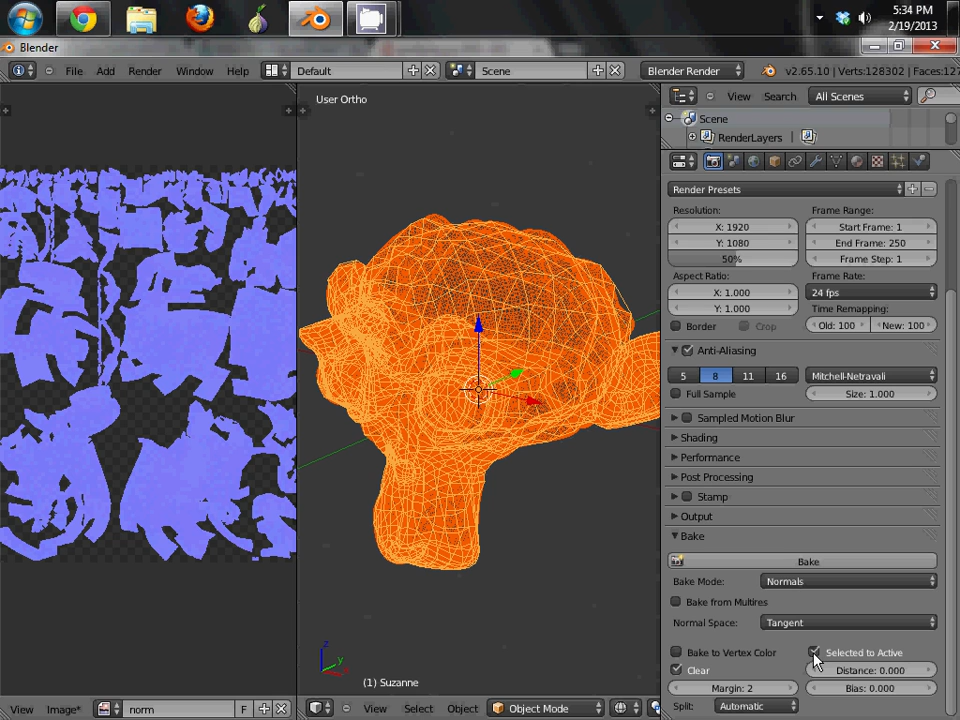 5:34 PM
2/19/2013
Blender
File Add Render Window Help Default Scene Blender Render v2.65.10 | Verts:128302 | Faces:127
User Ortho
View Search All Scenes
Scene
RenderLayers
Render Presets
Resolution: Frame Range:
X: 1920 Start Frame: 1
Y: 1080 End Frame: 250
50% Frame Step: 1
Aspect Ratio: Frame Rate:
X: 1.000 24 fps
Y: 1.000 Time Remapping:
Border Crop Old: 100 New: 100
Anti-Aliasing
5 8 11 16 Mitchell-Netravali
Full Sample Size: 1.000
Sampled Motion Blur
Shading
Performance
Post Processing
Stamp
Output
Bake
Bake
Bake Mode: Normals
Bake from Multires
Normal Space: Tangent
Bake to Vertex Color Selected to Active
Clear Distance: 0.000
Margin: 2 Bias: 0.000
Split: Automatic
z
y
(1) Suzanne
View Image* norm F View Select Object Object Mode